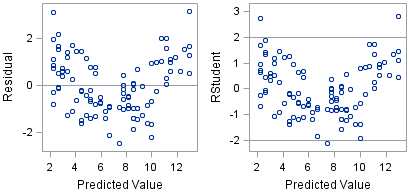 Residual
2
0
-2
2 4 6 8 10 12
Predicted Value
RStudent
3
2
1
0
-1
-2
2 4 6 8 10 12
Predicted Value